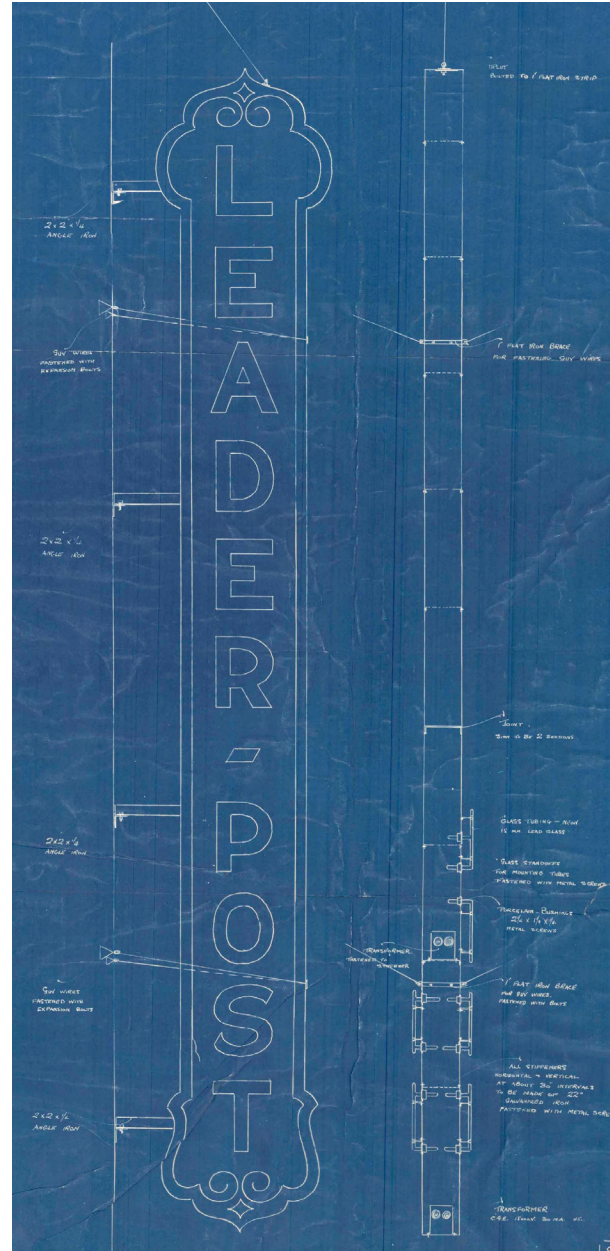 LEADER-POST
BOLTED TO 1" FLAT IRON STRIP
2 x 2 x 1/4
ANGLE IRON
GUY WIRES
FASTENED WITH
EXPANSION BOLTS
1" FLAT IRON BRACE
FOR FASTENING GUY WIRES
2 x 2 x 1/4
ANGLE IRON
JOINT
SIGN TO BE 2 SECTIONS
2 x 2 x 1/4
ANGLE IRON
GLASS TUBING - NEON
15 MM LEAD GLASS
GLASS STANDOFFS
FOR MOUNTING TUBES
FASTENED WITH METAL SCREWS
PORCELAIN BUSHINGS
METAL SCREWS
TRANSFORMER
FASTENED TO
STIFFENER
GUY WIRES
FASTENED WITH
EXPANSION BOLTS
1" FLAT IRON BRACE
FOR GUY WIRES.
FASTENED WITH BOLTS
ALL STIFFENERS
HORIZONTAL & VERTICAL
AT ABOUT 30" INTERVALS
TO BE MADE OF 22"
GALVANIZED IRON
FASTENED WITH METAL SCRE
2 x 2 x 1/4
ANGLE IRON
TRANSFORMER